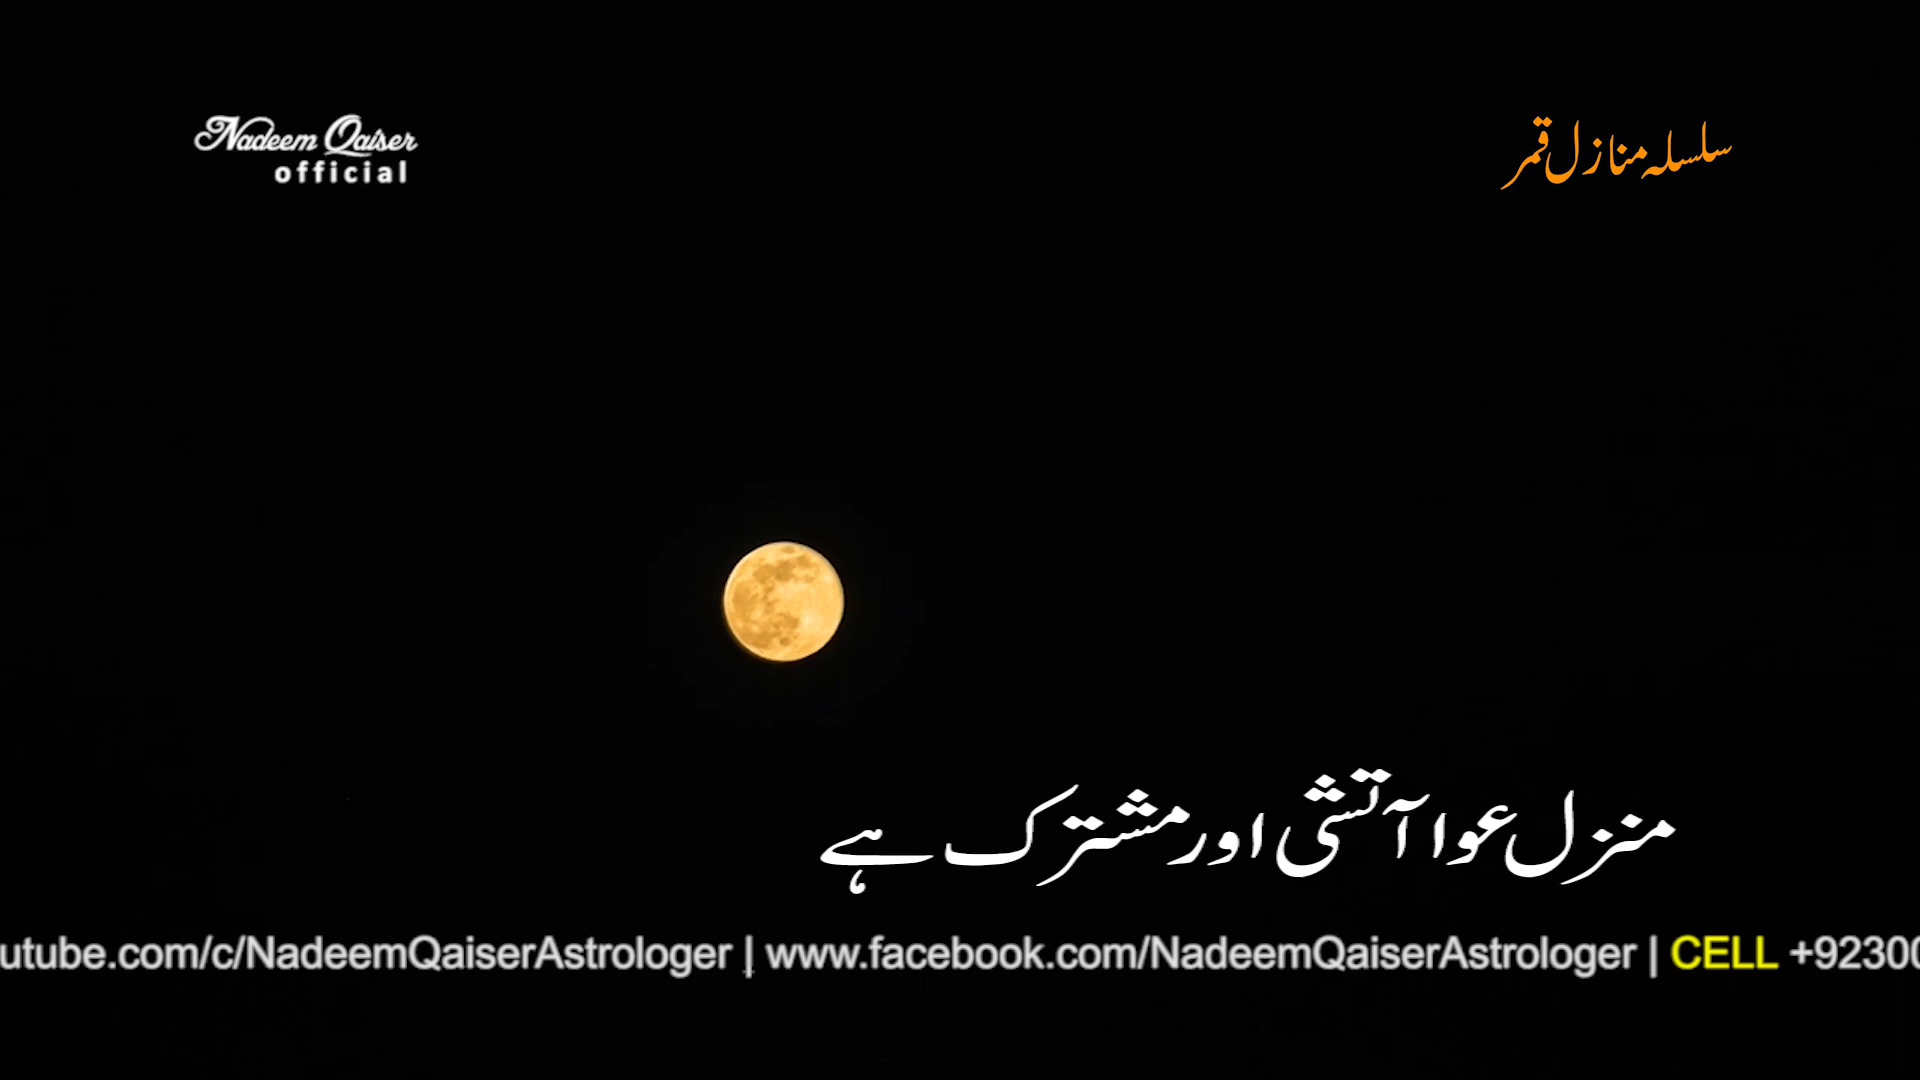 Nadeem Qaiser
official
سلسلہ منازل قمر
منزل عوا آتشی اور مشترک ہے
utube.com/c/NadeemQaiserAstrologer | www.facebook.com/NadeemQaiserAstrologer | CELL +92300